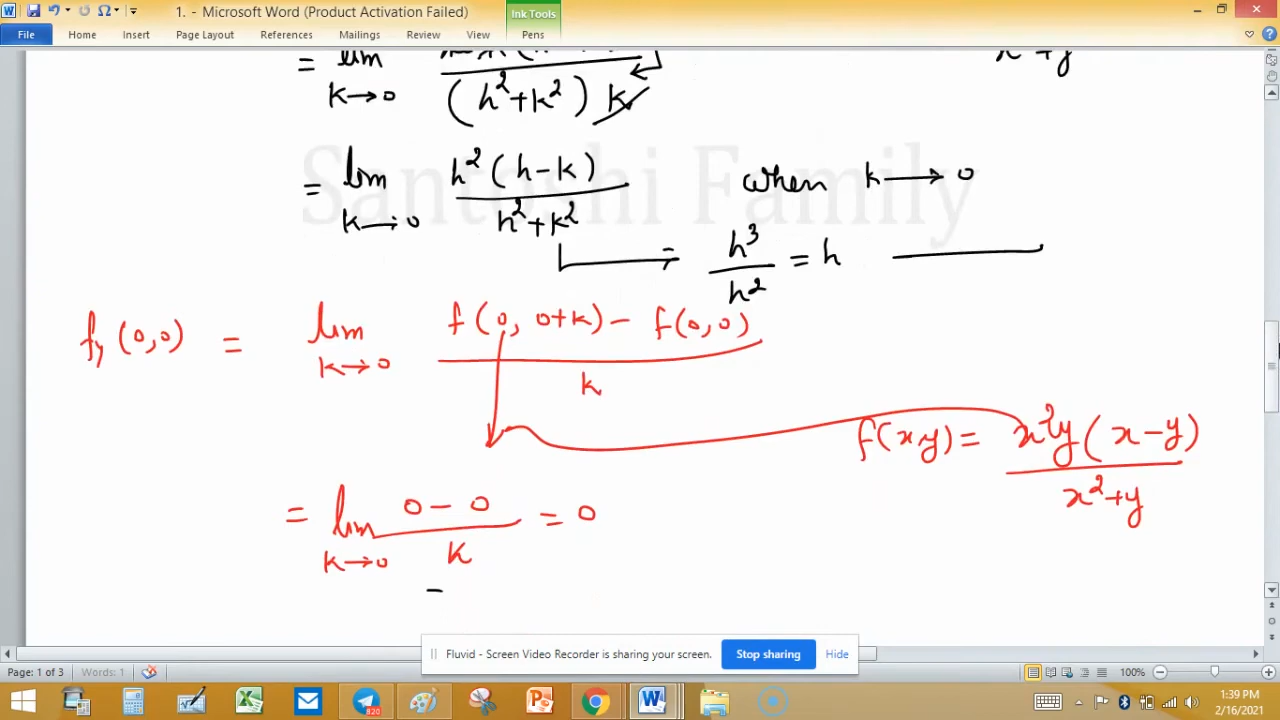 1. - Microsoft Word (Product Activation Failed)
Ink Tools
File Home Insert Page Layout References Mailings Review View Pens
= lim
k→0 (h²+k²) k
x²+y
Santoshi Family
= lim h²(h-k) when k → 0
k→0 h²+k²
→ h³/h² = h
fy(0,0) = lim f(0, 0+k) - f(0,0)
k→0 k
f(xy) = x²y(x-y)
x²+y
= lim 0-0 = 0
k→0 k
=
Fluvid - Screen Video Recorder is sharing your screen. Stop sharing Hide
Page: 1 of 3 Words: 1 100%
820
1:39 PM
2/16/2021